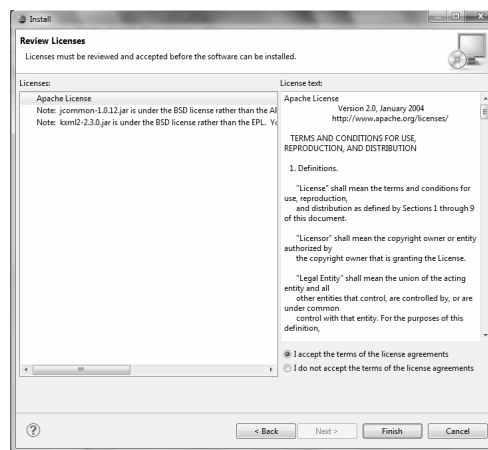 Install
Review Licenses
Licenses must be reviewed and accepted before the software can be installed.
Licenses:
Apache License
Note: jcommon-1.0.12.jar is under the BSD license rather than the
Note: kxml2-2.3.0.jar is under the BSD license rather than the EPL.
License text:
Apache License
Version 2.0, January 2004
http://www.apache.org/licenses/
TERMS AND CONDITIONS FOR USE,
REPRODUCTION, AND DISTRIBUTION
1. Definitions.
"License" shall mean the terms and conditions for
use, reproduction,
and distribution as defined by Sections 1 through 9
of this document.
"Licensor" shall mean the copyright owner or entity
authorized by
the copyright owner that is granting the License.
"Legal Entity" shall mean the union of the acting
entity and all
other entities that control, are controlled by, or are
under common
control with that entity. For the purposes of this
definition,
I accept the terms of the license agreements
I do not accept the terms of the license agreements
? < Back Next > Finish Cancel